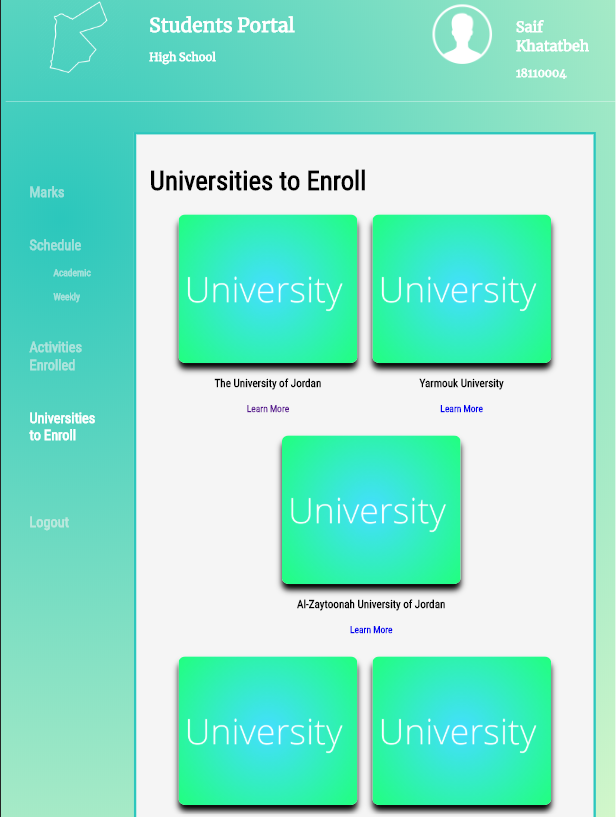 Students Portal
High School
Saif
Khatatbeh
18110004
Marks
Schedule
Academic
Weekly
Activities
Enrolled
Universities
to Enroll
Logout
Universities to Enroll
University
University
The University of Jordan
Yarmouk University
Learn More
Learn More
University
Al-Zaytoonah University of Jordan
Learn More
University
University